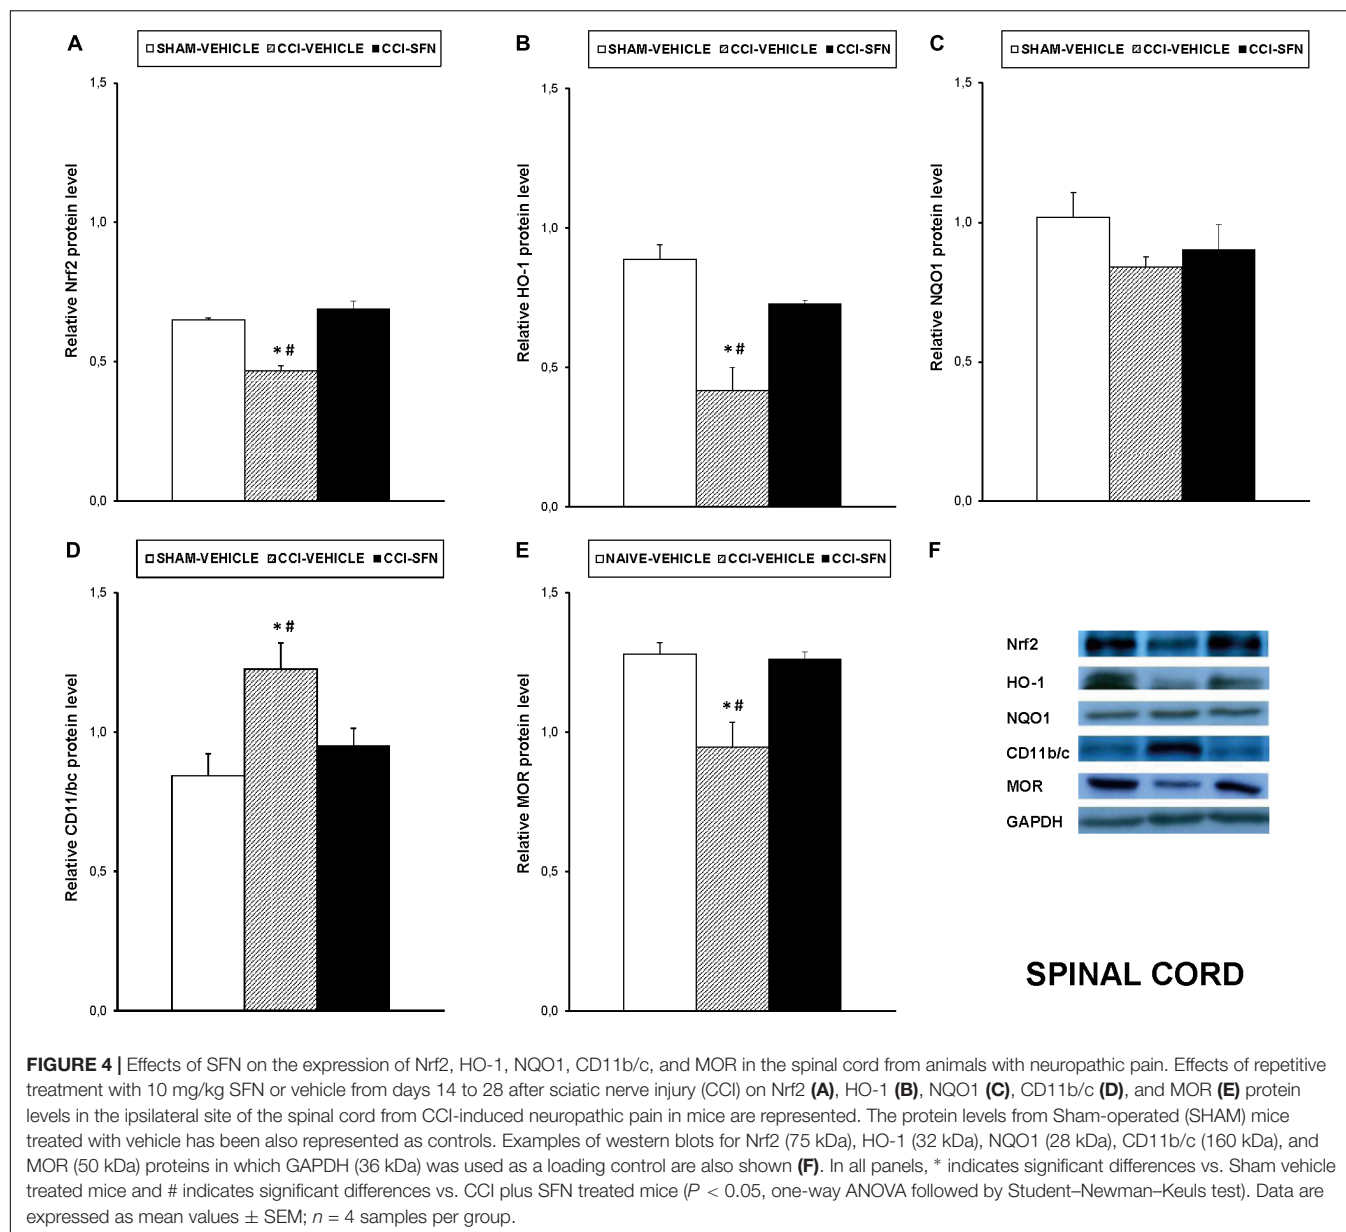 A
SHAM-VEHICLE CCI-VEHICLE CCI-SFN
1,5
1,0
0,5
0,0
Relative Nrf2 protein level
* #
B
SHAM-VEHICLE CCI-VEHICLE CCI-SFN
1,5
1,0
0,5
0,0
Relative HO-1 protein level
* #
C
SHAM-VEHICLE CCI-VEHICLE CCI-SFN
1,5
1,0
0,5
0,0
Relative NQO1 protein level
D
SHAM-VEHICLE CCI-VEHICLE CCI-SFN
1,5
1,0
0,5
0,0
Relative CD11/bc protein level
* #
E
NAIVE-VEHICLE CCI-VEHICLE CCI-SFN
1,5
1,0
0,5
0,0
Relative MOR protein level
* #
F
Nrf2
HO-1
NQO1
CD11b/c
MOR
GAPDH
SPINAL CORD
FIGURE 4 | Effects of SFN on the expression of Nrf2, HO-1, NQO1, CD11b/c, and MOR in the spinal cord from animals with neuropathic pain. Effects of repetitive
treatment with 10 mg/kg SFN or vehicle from days 14 to 28 after sciatic nerve injury (CCI) on Nrf2 (A), HO-1 (B), NQO1 (C), CD11b/c (D), and MOR (E) protein
levels in the ipsilateral site of the spinal cord from CCI-induced neuropathic pain in mice are represented. The protein levels from Sham-operated (SHAM) mice
treated with vehicle has been also represented as controls. Examples of western blots for Nrf2 (75 kDa), HO-1 (32 kDa), NQO1 (28 kDa), CD11b/c (160 kDa), and
MOR (50 kDa) proteins in which GAPDH (36 kDa) was used as a loading control are also shown (F). In all panels, * indicates significant differences vs. Sham vehicle
treated mice and # indicates significant differences vs. CCI plus SFN treated mice (P < 0.05, one-way ANOVA followed by Student–Newman–Keuls test). Data are
expressed as mean values ± SEM; n = 4 samples per group.